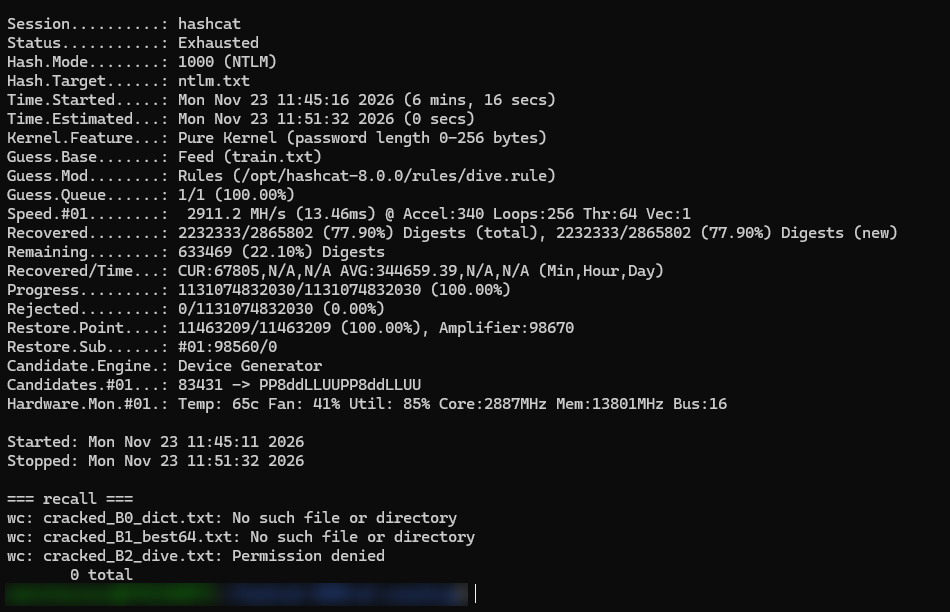 Session..........: hashcat
Status...........: Exhausted
Hash.Mode........: 1000 (NTLM)
Hash.Target......: ntlm.txt
Time.Started.....: Mon Nov 23 11:45:16 2026 (6 mins, 16 secs)
Time.Estimated...: Mon Nov 23 11:51:32 2026 (0 secs)
Kernel.Feature...: Pure Kernel (password length 0-256 bytes)
Guess.Base.......: Feed (train.txt)
Guess.Mod........: Rules (/opt/hashcat-8.0.0/rules/dive.rule)
Guess.Queue......: 1/1 (100.00%)
Speed.#01........:  2911.2 MH/s (13.46ms) @ Accel:340 Loops:256 Thr:64 Vec:1
Recovered........: 2232333/2865802 (77.90%) Digests (total), 2232333/2865802 (77.90%) Digests (new)
Remaining........: 633469 (22.10%) Digests
Recovered/Time...: CUR:67805,N/A,N/A AVG:344659.39,N/A,N/A (Min,Hour,Day)
Progress.........: 1131074832030/1131074832030 (100.00%)
Rejected.........: 0/1131074832030 (0.00%)
Restore.Point....: 11463209/11463209 (100.00%), Amplifier:98670
Restore.Sub......: #01:98560/0
Candidate.Engine.: Device Generator
Candidates.#01...: 83431 -> PP8ddLLUUPP8ddLLUU
Hardware.Mon.#01.: Temp: 65c Fan: 41% Util: 85% Core:2887MHz Mem:13801MHz Bus:16
Started: Mon Nov 23 11:45:11 2026
Stopped: Mon Nov 23 11:51:32 2026
=== recall ===
wc: cracked_B0_dict.txt: No such file or directory
wc: cracked_B1_best64.txt: No such file or directory
wc: cracked_B2_dive.txt: Permission denied
       0 total